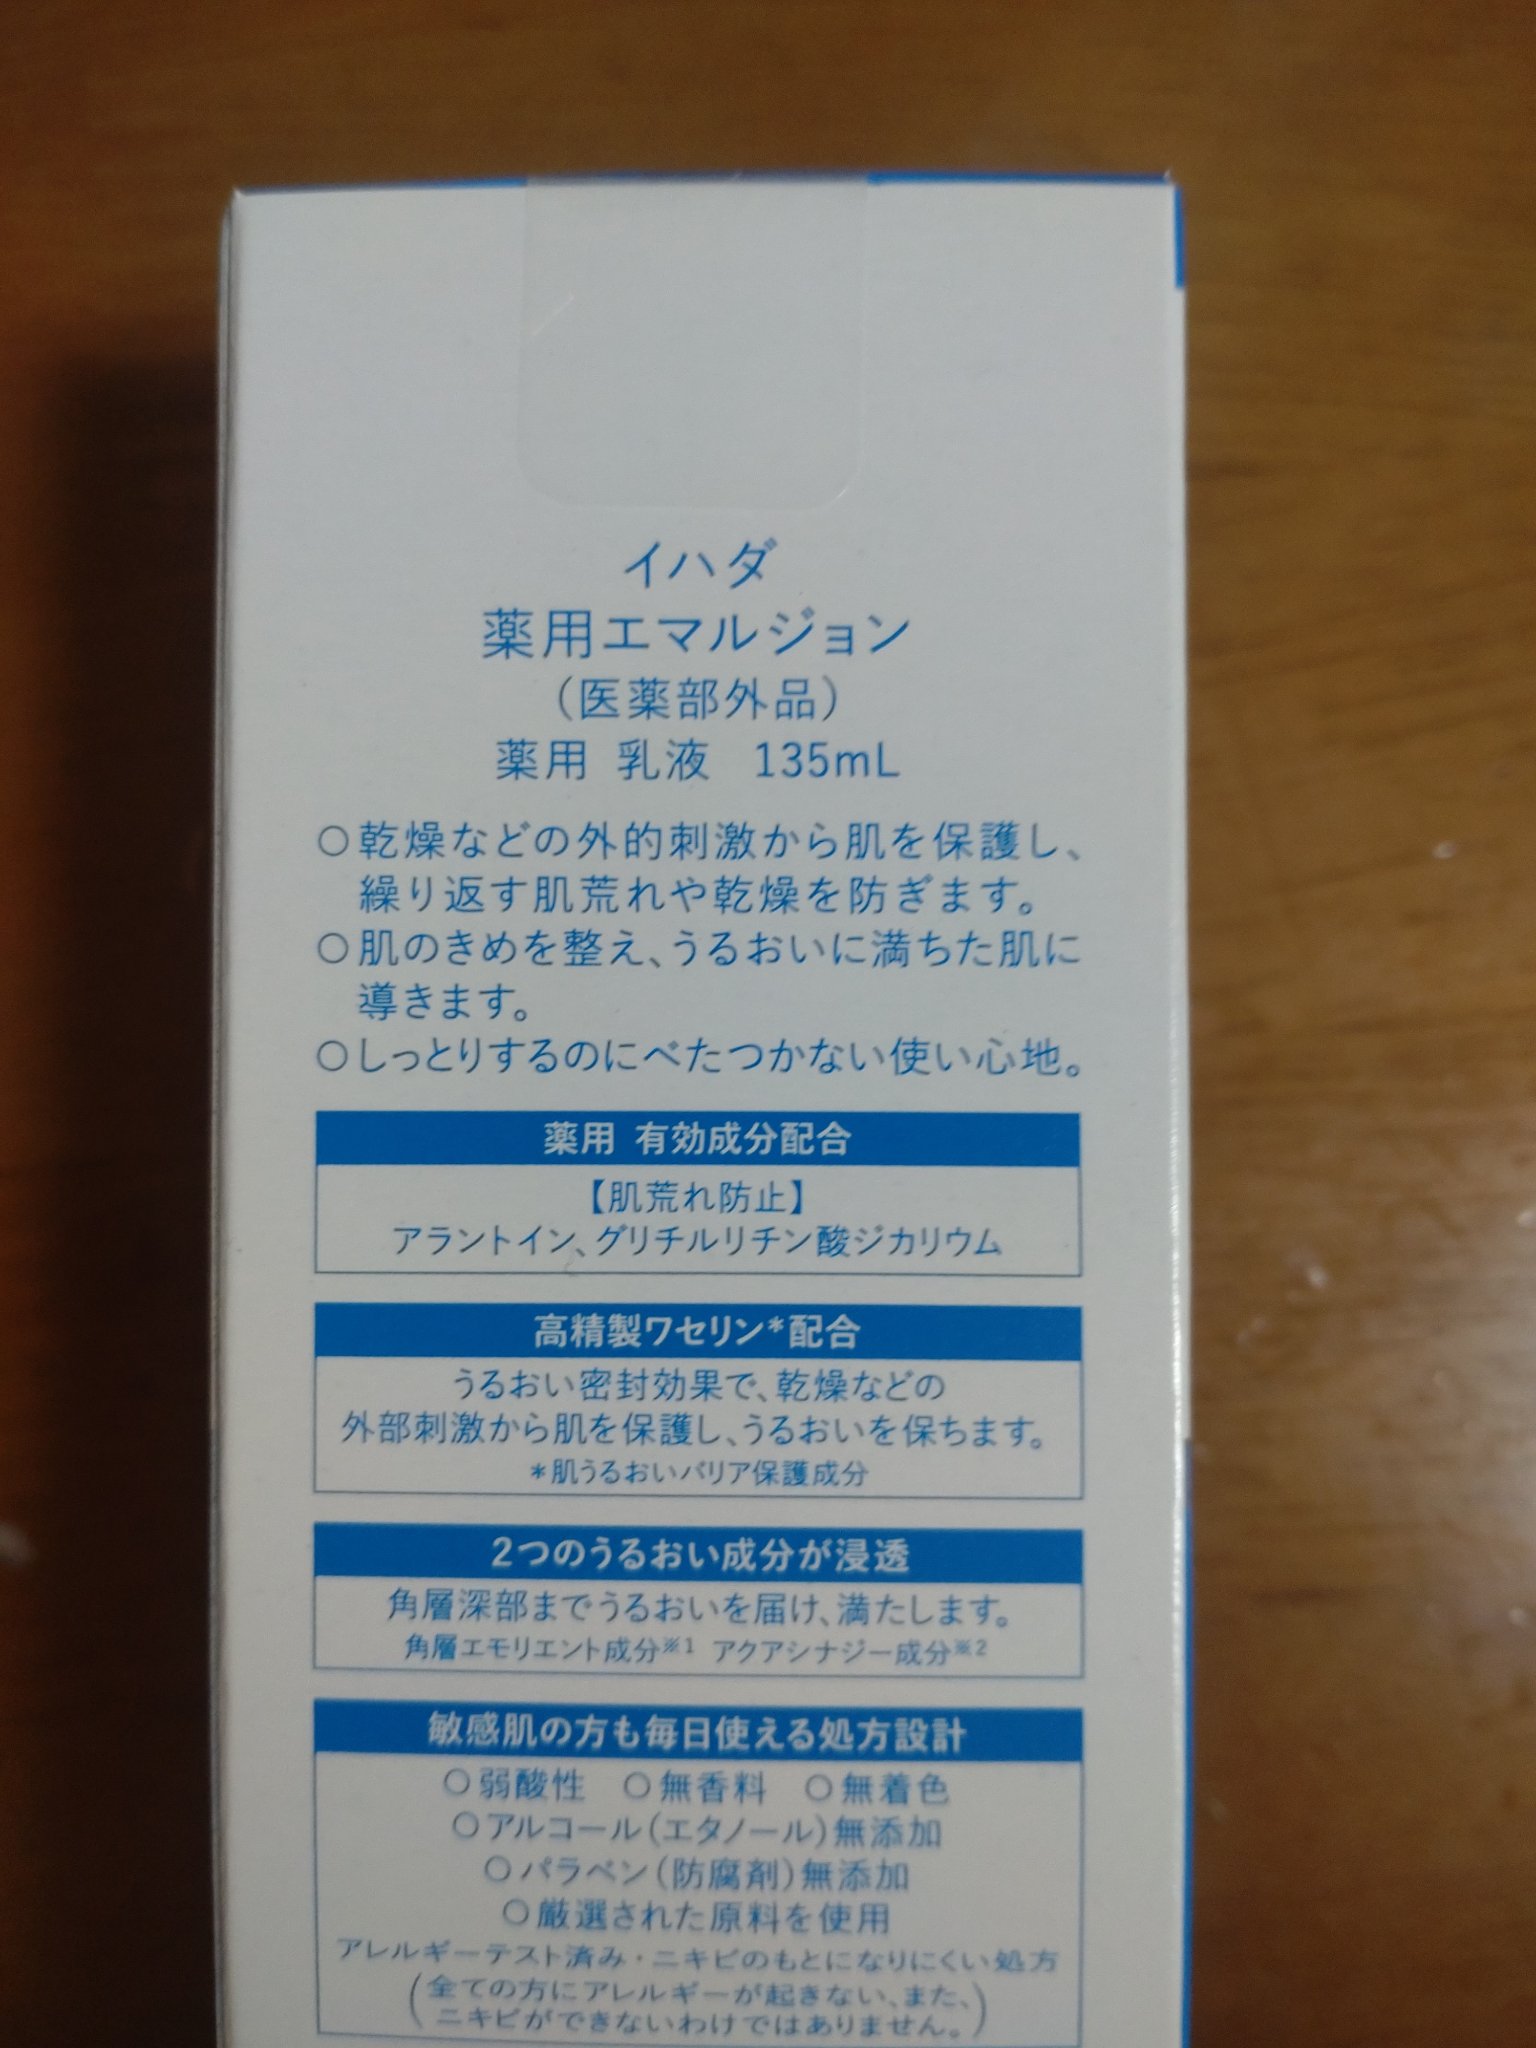 イハダ
薬用エマルジョン
（医薬部外品）
薬用 乳液 135mL
○乾燥などの外的刺激から肌を保護し、
繰り返す肌荒れや乾燥を防ぎます。
○肌のきめを整え、うるおいに満ちた肌に
導きます。
○しっとりするのにべたつかない使い心地。
薬用 有効成分配合
【肌荒れ防止】
アラントイン、グリチルリチン酸ジカリウム
高精製ワセリン*配合
うるおい密封効果で、乾燥などの
外部刺激から肌を保護し、うるおいを保ちます。
*肌うるおいバリア保護成分
2つのうるおい成分が浸透
角層深部までうるおいを届け、満たします。
角層エモリエント成分※1 アクアシナジー成分※2
敏感肌の方も毎日使える処方設計
○弱酸性 ○無香料 ○無着色
○アルコール（エタノール）無添加
○パラベン（防腐剤）無添加
○厳選された原料を使用
アレルギーテスト済み・ニキビのもとになりにくい処方
（全ての方にアレルギーが起きない、また、
ニキビができないわけではありません。）